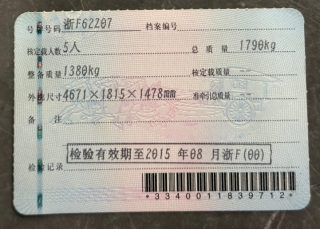 号牌号码 浙F62207 档案编号
核定载人数 5人 总质量 1790kg
整备质量 1380kg 核定载质量 --
外廓尺寸 4671×1815×1478mm 准牵引总质量 --
备注
检验有效期至2015 年08 月浙F(00)
检验记录
*3340011839712*